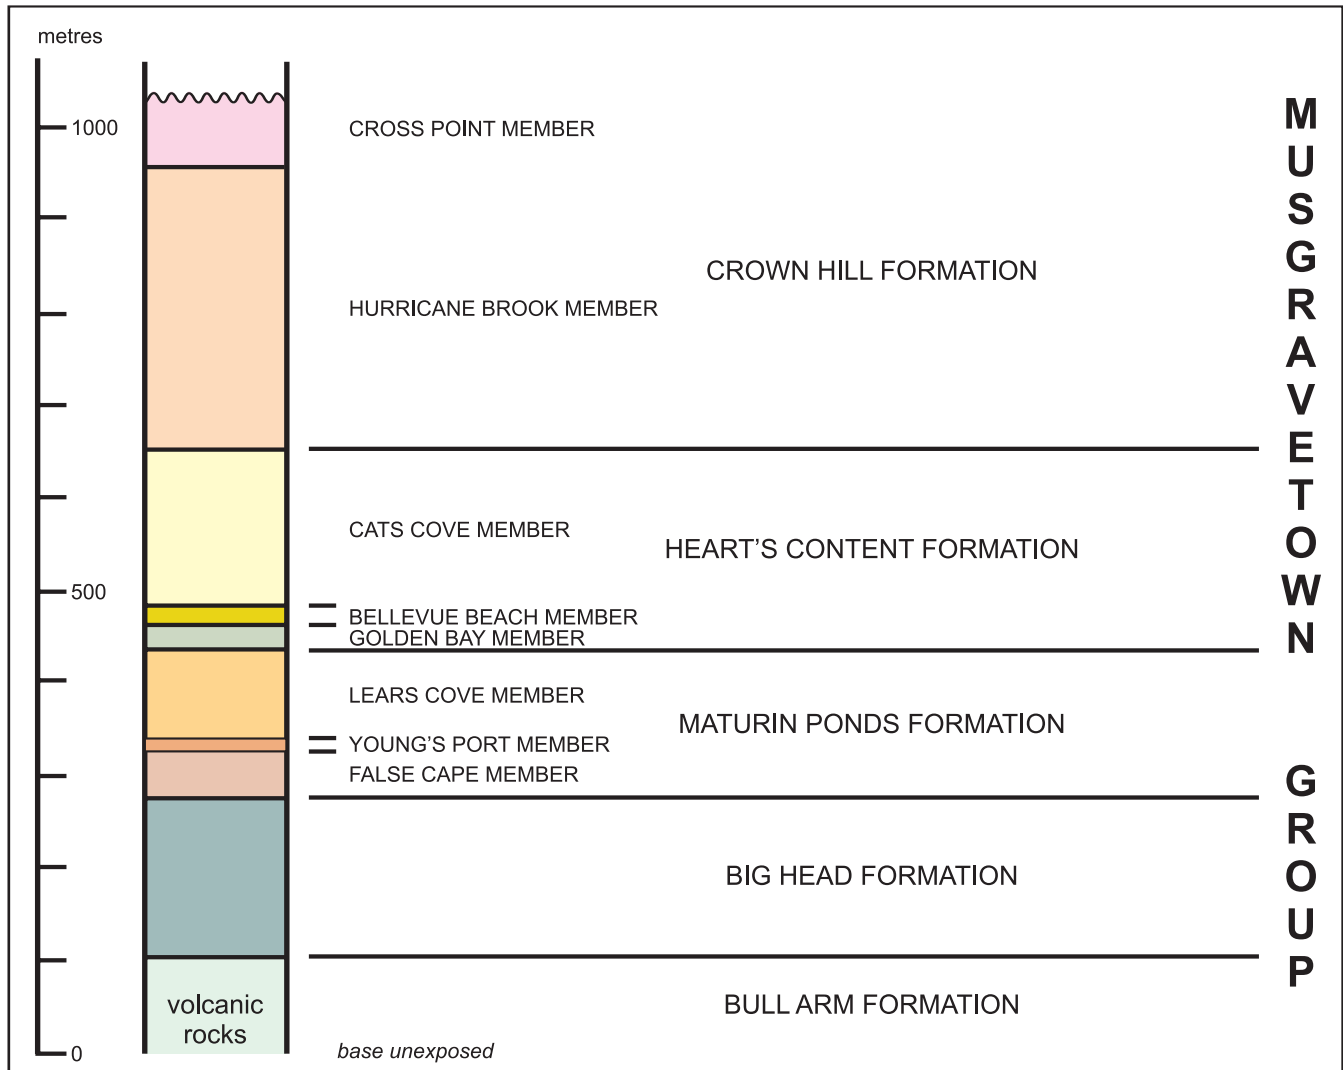 metres
1000
500
0
CROSS POINT MEMBER
HURRICANE BROOK MEMBER
CROWN HILL FORMATION
CATS COVE MEMBER
BELLEVUE BEACH MEMBER
GOLDEN BAY MEMBER
HEART'S CONTENT FORMATION
LEARS COVE MEMBER
YOUNG'S PORT MEMBER
FALSE CAPE MEMBER
MATURIN PONDS FORMATION
BIG HEAD FORMATION
volcanic
rocks
BULL ARM FORMATION
base unexposed
MUSGRAVETOWN GROUP